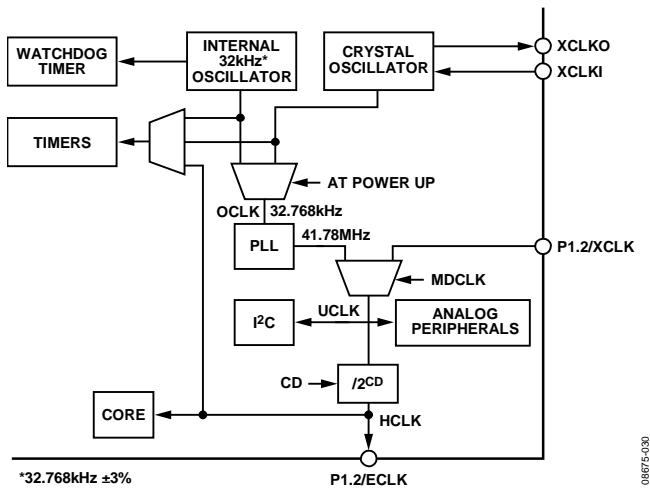 WATCHDOG
TIMER
INTERNAL
32kHz*
OSCILLATOR
CRYSTAL
OSCILLATOR
XCLKO
XCLKI
TIMERS
AT POWER UP
OCLK 32.768kHz
PLL
41.78MHz
P1.2/XCLK
MDCLK
I2C
UCLK
ANALOG
PERIPHERALS
CD
/2CD
CORE
HCLK
*32.768kHz ±3%
P1.2/ECLK
08675-030